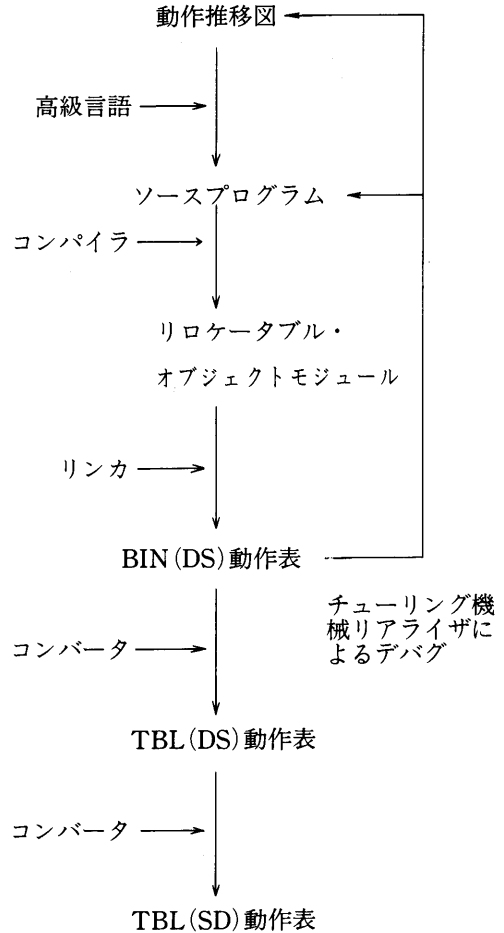 動作推移図
高級言語
ソースプログラム
コンパイラ
リロケータブル・
オブジェクトモジュール
リンカ
BIN(DS)動作表
チューリング機
械リアライザに
よるデバグ
コンバータ
TBL(DS)動作表
コンバータ
TBL(SD)動作表